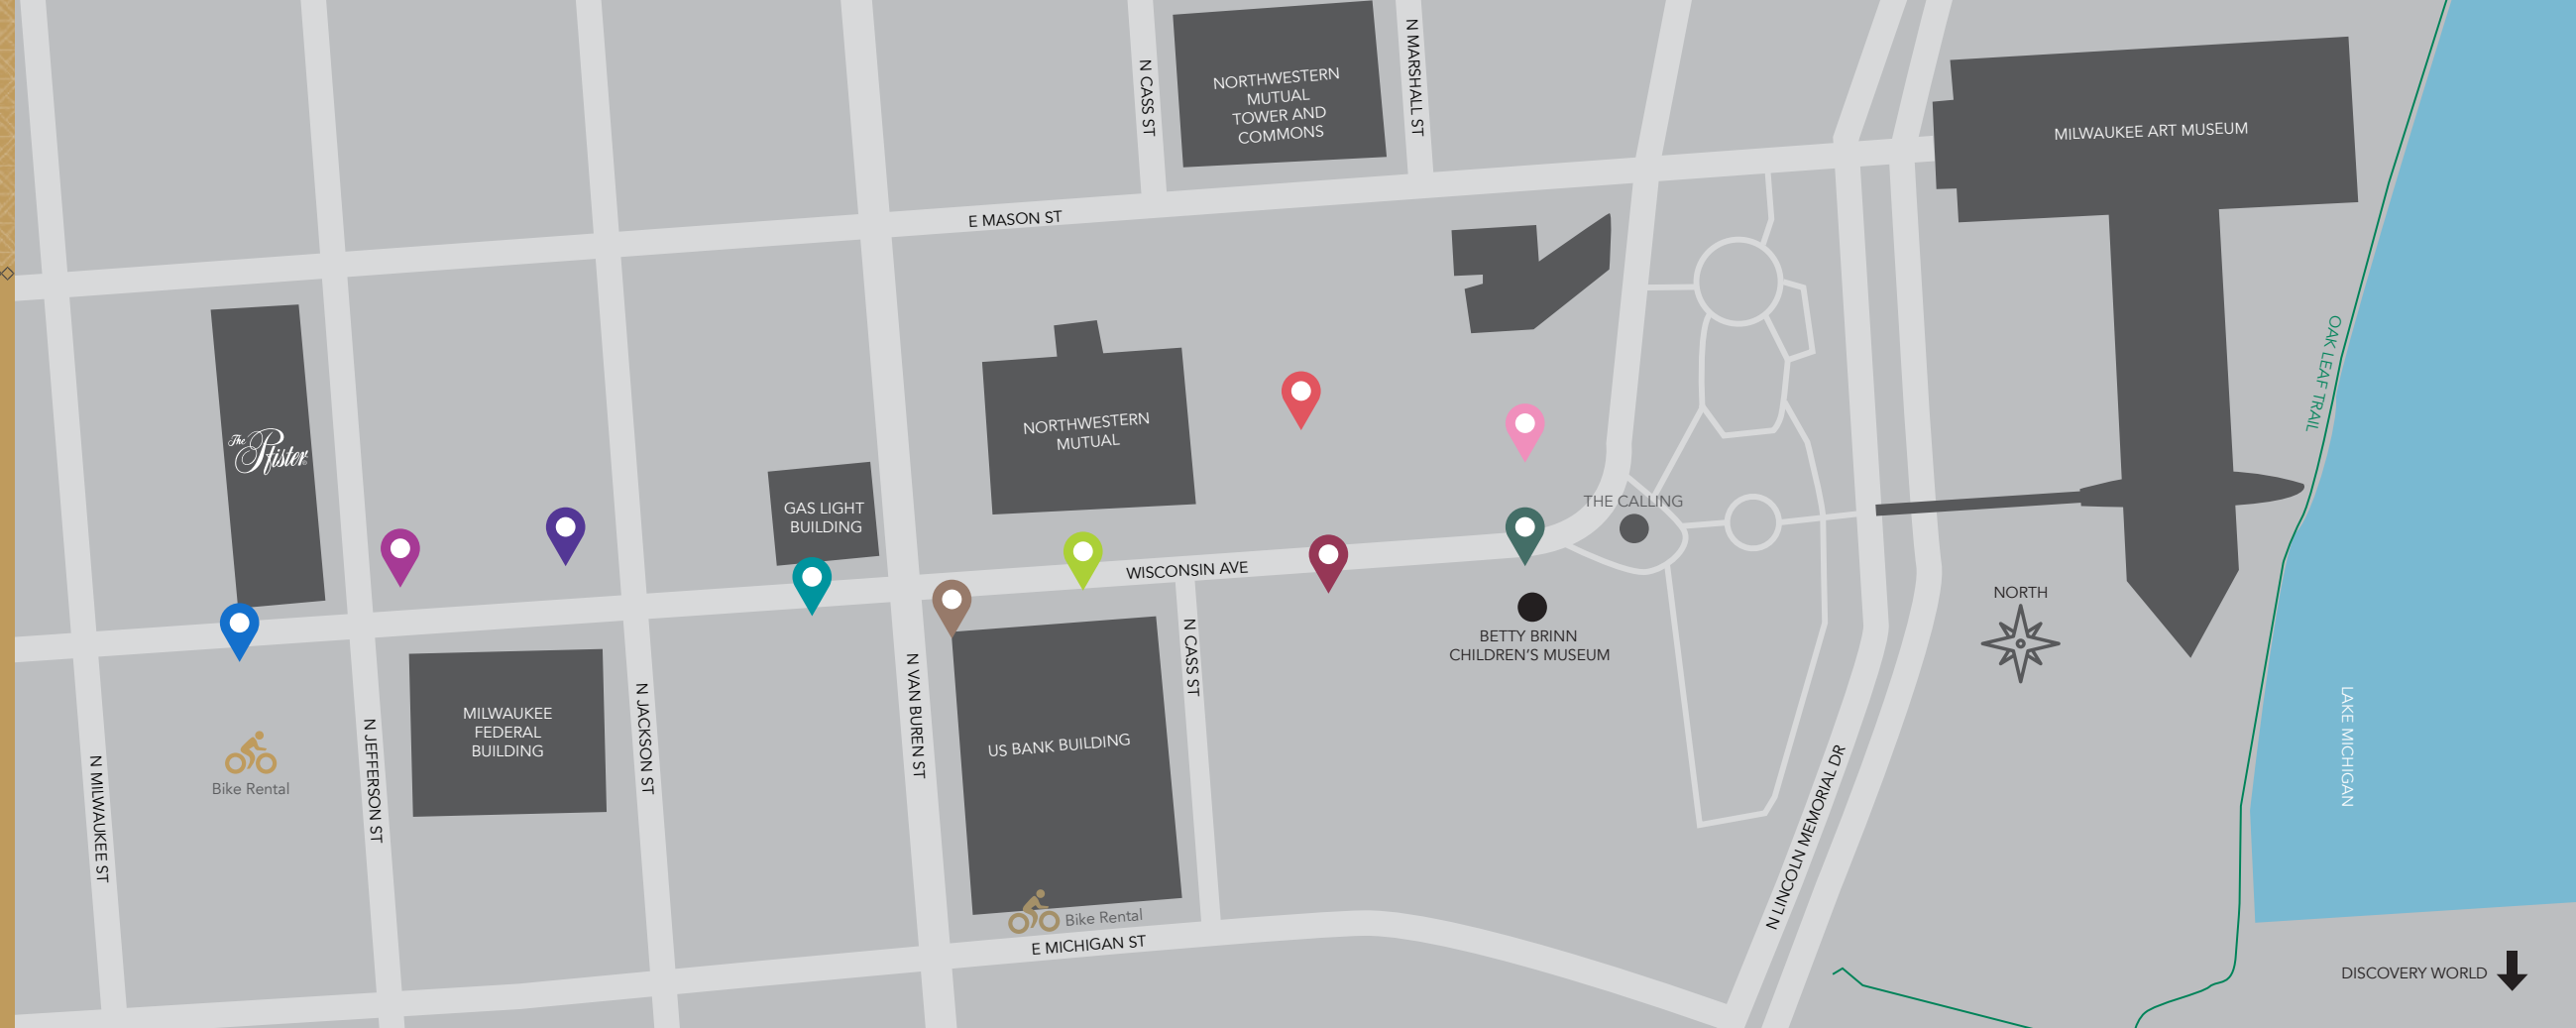 N CASS ST
NORTHWESTERN
MUTUAL
TOWER AND
COMMONS
N MARSHALL ST
MILWAUKEE ART MUSEUM
E MASON ST
OAK LEAF TRAIL
The
Pfister
NORTHWESTERN
MUTUAL
GAS LIGHT
BUILDING
THE CALLING
WISCONSIN AVE
NORTH
BETTY BRINN
CHILDREN'S MUSEUM
N CASS ST
N VAN BUREN ST
N JACKSON ST
MILWAUKEE
FEDERAL
BUILDING
US BANK BUILDING
LAKE MICHIGAN
N JEFFERSON ST
Bike Rental
N MILWAUKEE ST
N LINCOLN MEMORIAL DR
Bike Rental
E MICHIGAN ST
DISCOVERY WORLD